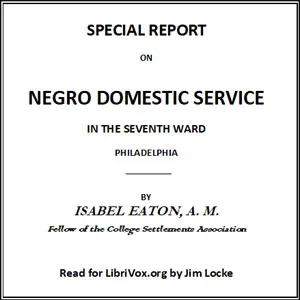 SPECIAL REPORT
ON
NEGRO DOMESTIC SERVICE
IN THE SEVENTH WARD
PHILADELPHIA
BY
ISABEL EATON, A. M.
Fellow of the College Settlements Association
Read for LibriVox.org by Jim Locke